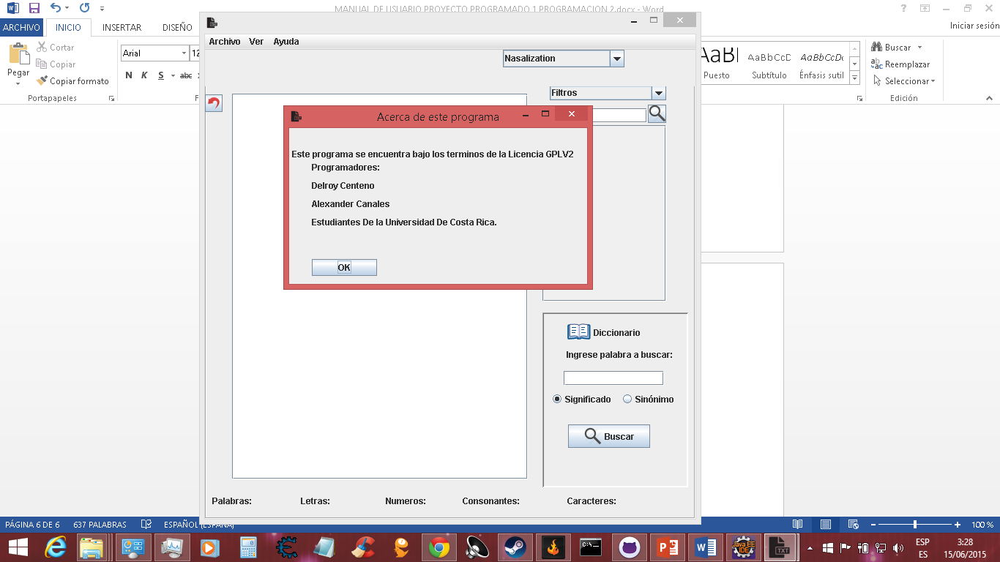 MANUAL DE USUARIO PROYECTO PROGRAMADO 1 PROGRAMACION 2.docx - Word
ARCHIVO INICIO INSERTAR DISEÑO
Iniciar sesión
Cortar
Copiar
Copiar formato
Pegar
Portapapeles
Arial 12
N K S abc
Puesto
AaBbCcD
Subtítulo
AaBbCcDc
Énfasis sutil
Buscar
Reemplazar
Seleccionar
Edición
Archivo Ver Ayuda
Nasalization
Filtros
Acerca de este programa
Este programa se encuentra bajo los terminos de la Licencia GPLV2
Programadores:
Delroy Centeno
Alexander Canales
Estudiantes De la Universidad De Costa Rica.
OK
Diccionario
Ingrese palabra a buscar:
Significado Sinónimo
Buscar
Palabras: Letras: Numeros: Consonantes: Caracteres:
PÁGINA 6 DE 6 637 PALABRAS ESPAÑOL (ESPAÑA)
100 %
Java EE
IDE
TXT
ESP
ES
3:28
15/06/2015